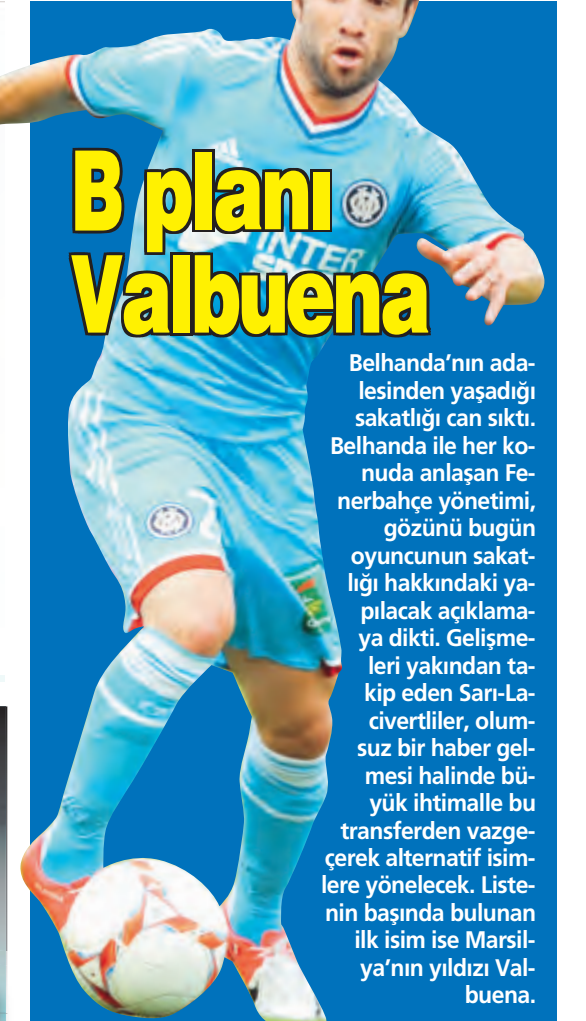 B planı
Valbuena
INTER
Belhanda’nın ada-
lesinden yaşadığı
sakatlığı can sıktı.
Belhanda ile her ko-
nuda anlaşan Fe-
nerbahçe yönetimi,
gözünü bugün
oyuncunun sakat-
lığı hakkındaki ya-
pılacak açıklama-
ya dikti. Gelişme-
leri yakından ta-
kip eden Sarı-La-
civertliler, olum-
suz bir haber gel-
mesi halinde bü-
yük ihtimalle bu
transferden vazge-
çerek alternatif isim-
lere yönelecek. Liste-
nin başında bulunan
ilk isim ise Marsil-
ya’nın yıldızı Val-
buena.